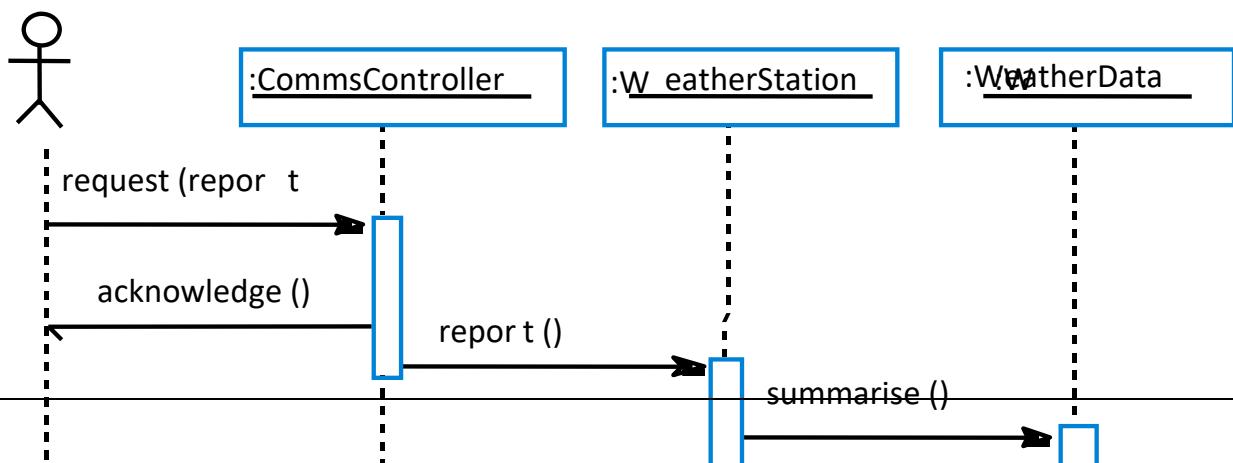 :CommsController
:W eatherStation
:WeatherData
request (repor t
acknowledge ()
repor t ()
summarise ()